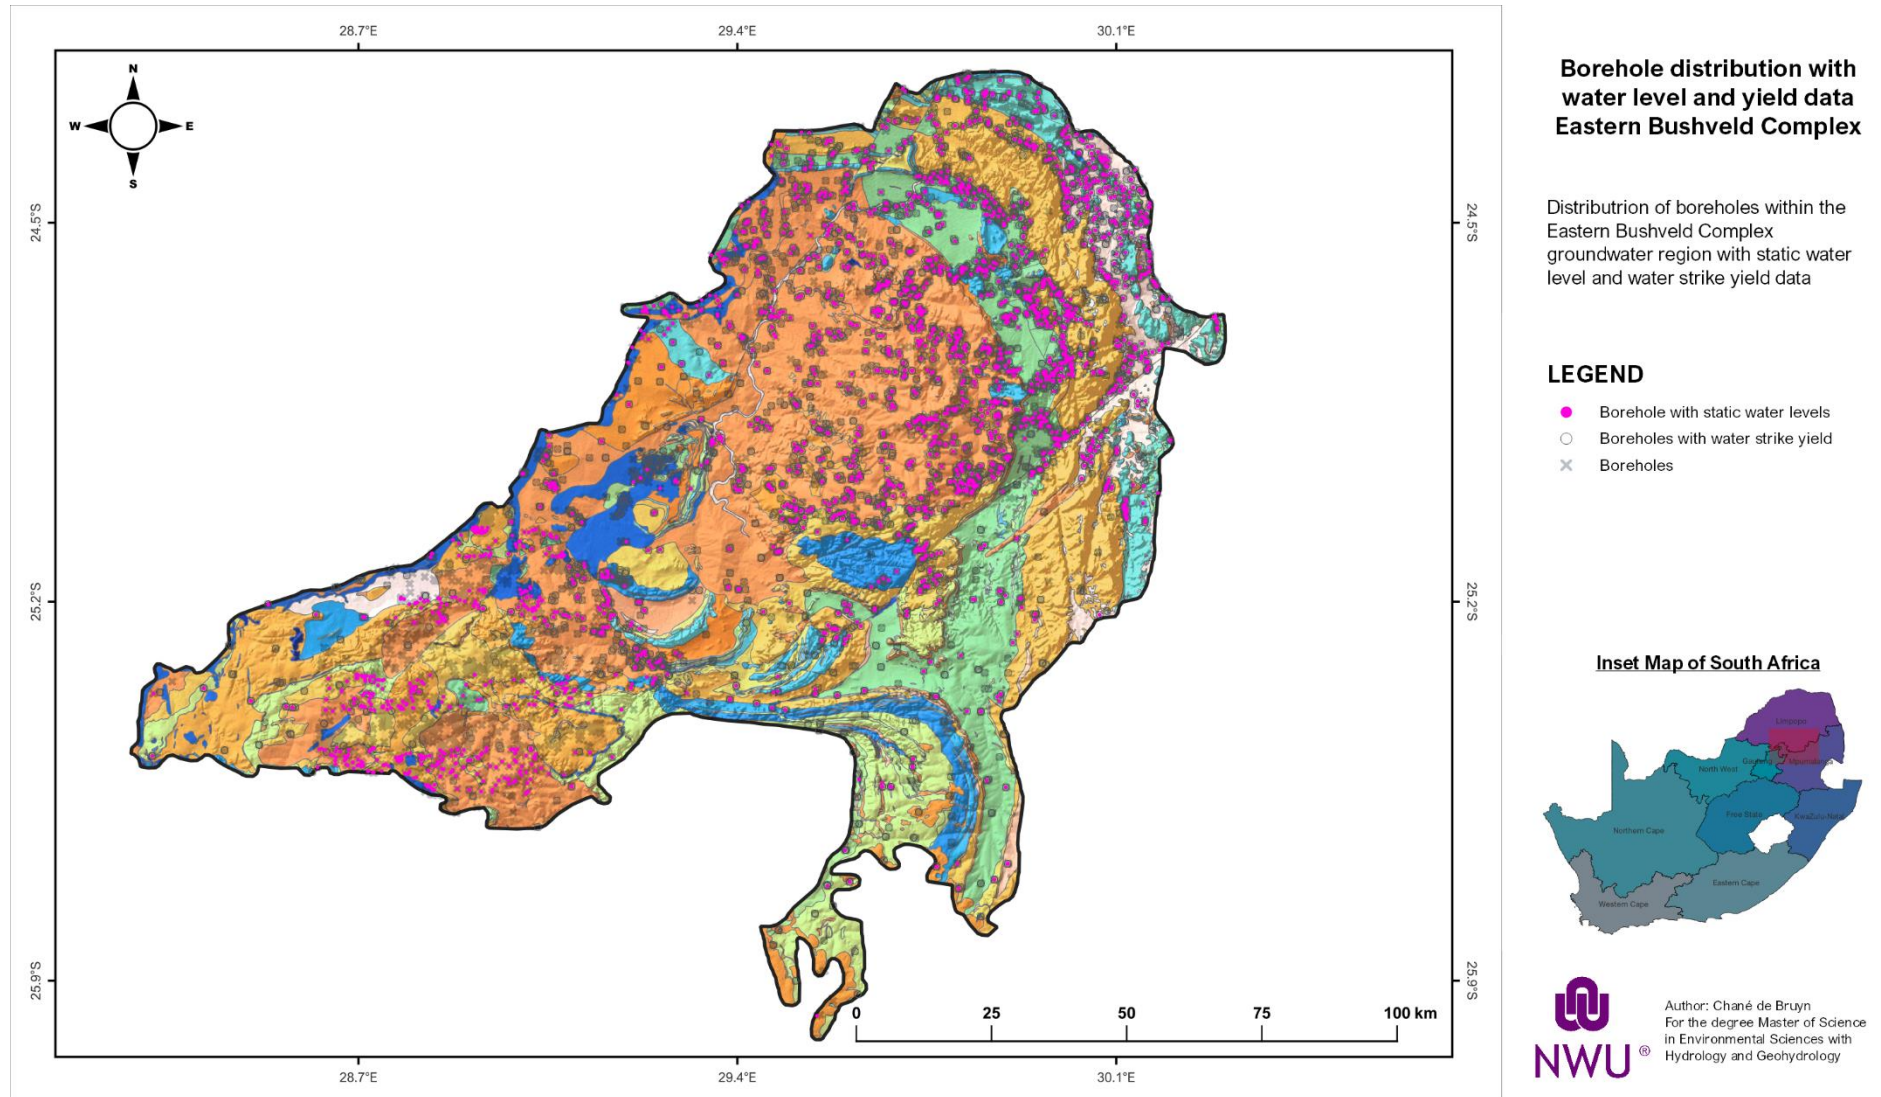 Borehole distribution with
water level and yield data
Eastern Bushveld Complex
Distributrion of boreholes within the
Eastern Bushveld Complex
groundwater region with static water
level and water strike yield data
LEGEND
Borehole with static water levels
Boreholes with water strike yield
Boreholes
Inset Map of South Africa
Limpopo
North West
Gauteng
Mpumalanga
Free State
KwaZulu-Natal
Northern Cape
Eastern Cape
Western Cape
NWU ®
Author: Chané de Bruyn
For the degree Master of Science
in Environmental Sciences with
Hydrology and Geohydrology
28.7°E
29.4°E
30.1°E
N
W
E
S
24.5°S
24.5°S
25.2°S
25.2°S
25.9°S
25.9°S
0
25
50
75
100 km
28.7°E
29.4°E
30.1°E